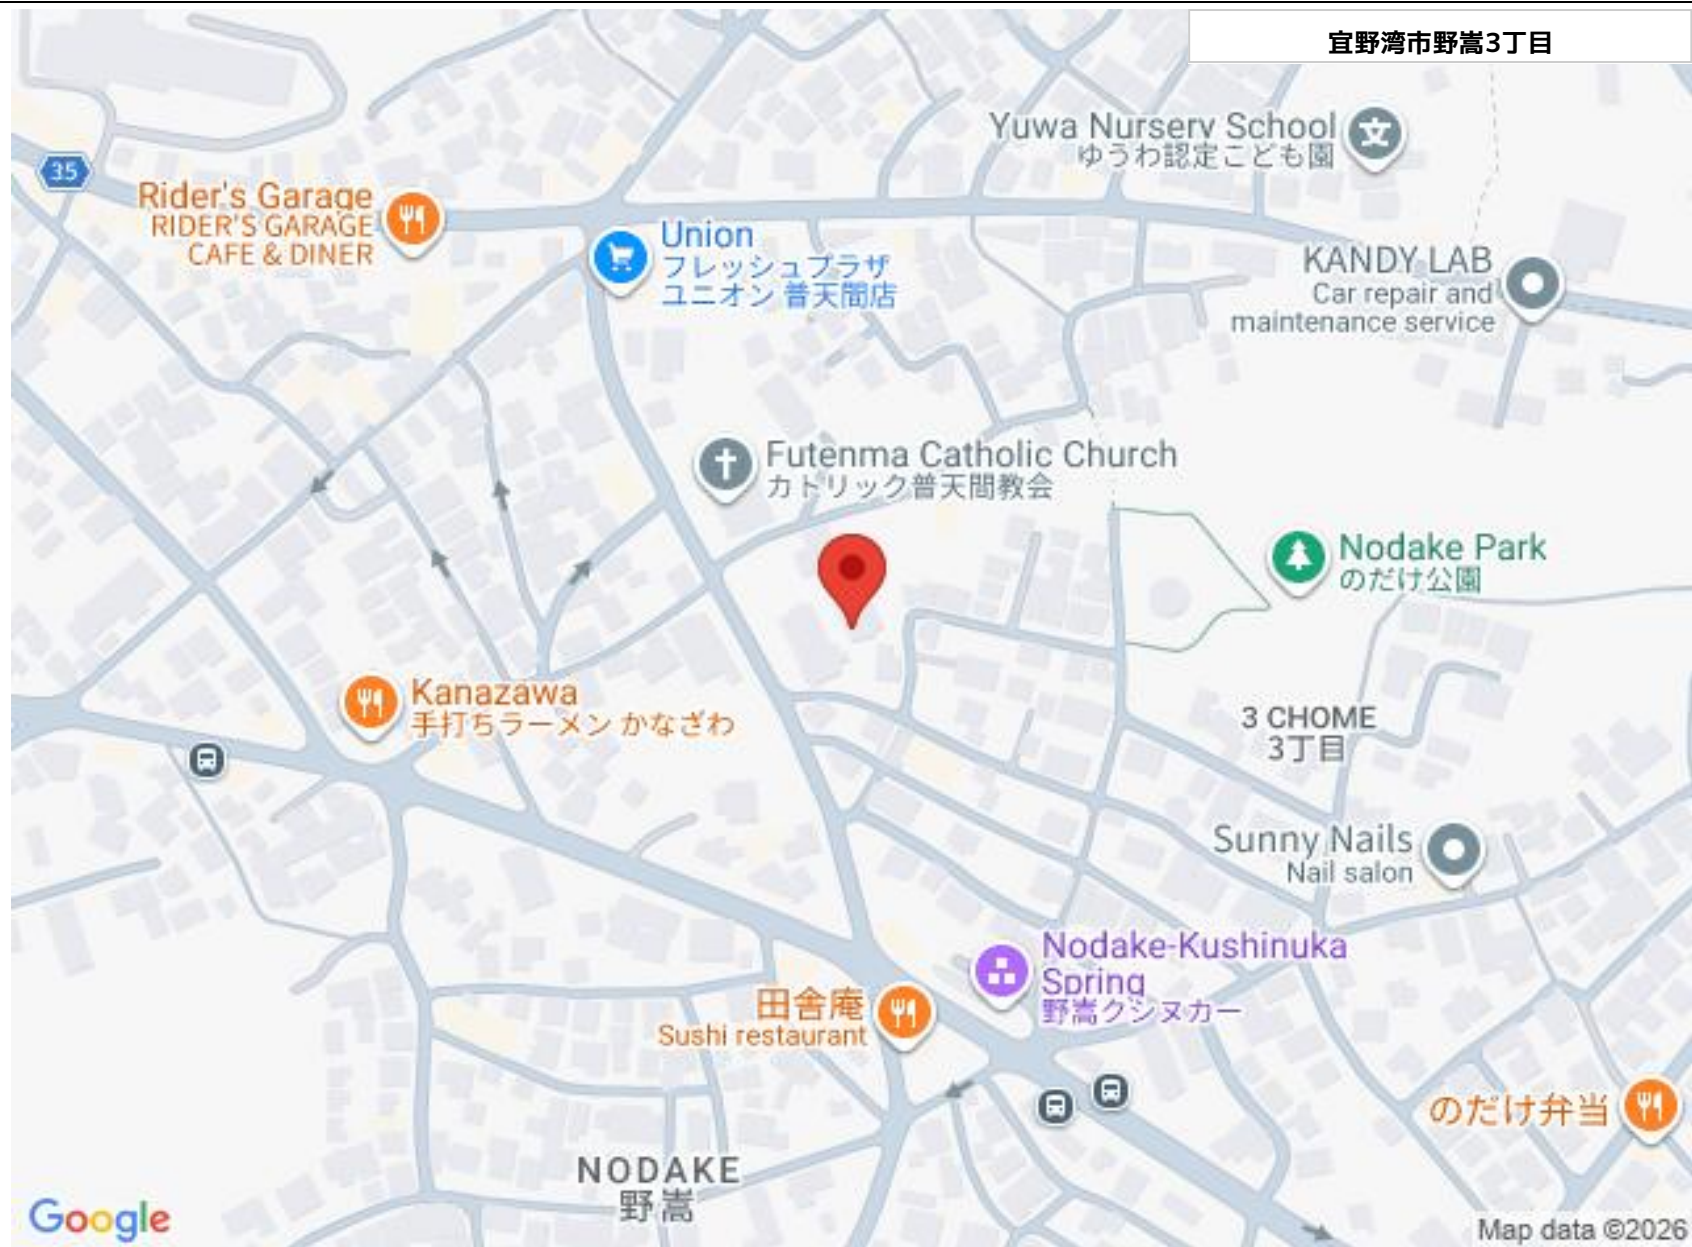 宜野湾市野嵩3丁目
Yuwa Nursery School
ゆうわ認定こども園
35
Rider's Garage
RIDER'S GARAGE
CAFE & DINER
Union
フレッシュプラザ
ユニオン 普天間店
KANDY LAB
Car repair and
maintenance service
Futenma Catholic Church
カトリック普天間教会
Nodake Park
のだけ公園
Kanazawa
手打ちラーメン かなざわ
3 CHOME
3丁目
Sunny Nails
Nail salon
Nodake-Kushinuka
Spring
野嵩クシヌカー
田舎庵
Sushi restaurant
のだけ弁当
NODAKE
野嵩
Google
Map data ©2026